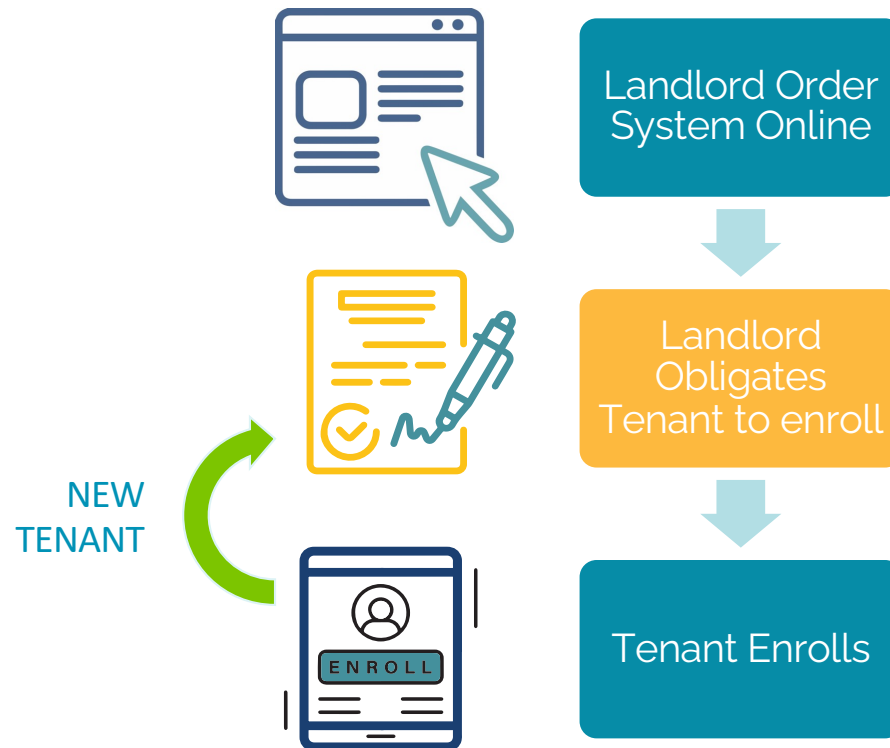 Landlord Order
System Online
Landlord
Obligates
Tenant to enroll
NEW
TENANT
ENROLL
Tenant Enrolls